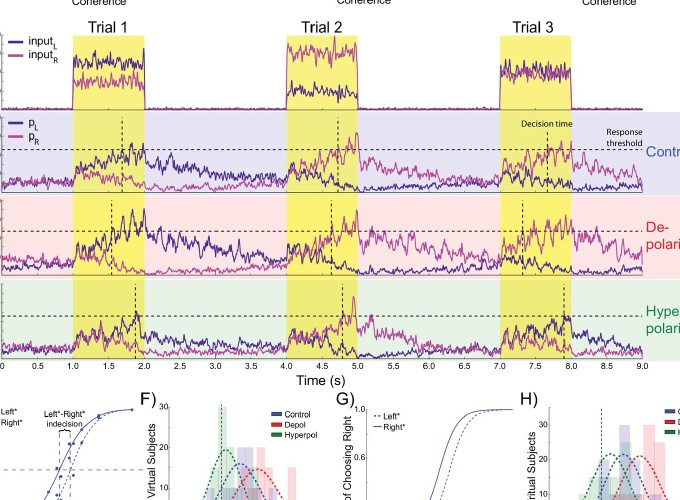 Coherence Coherence Coherence
Trial 1 Trial 2 Trial 3
input_L
input_R
p_L
p_R
Decision time
Response
threshold
Contr
De-
polari
Hype
polari
0 0.5 1.0 1.5 2.0 2.5 3.0 3.5 4.0 4.5 5.0 5.5 6.0 6.5 7.0 7.5 8.0 8.5 9.0
Time (s)
Left*
Right*
Left*-Right*
indecision
F)
30
20
10
Virtual Subjects
Control
Depol
Hyperpol
G)
1.0
0.6
of Choosing Right
Left*
Right*
H)
30
20
10
rtual Subjects
C
D
H